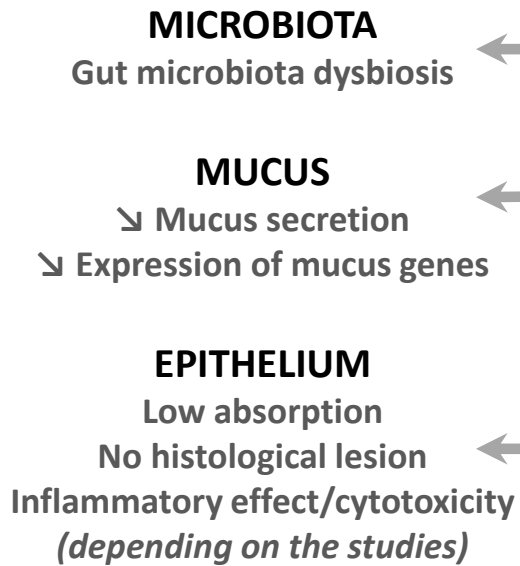 MICROBIOTA
Gut microbiota dysbiosis
MUCUS
↘ Mucus secretion
↘ Expression of mucus genes
EPITHELIUM
Low absorption
No histological lesion
Inflammatory effect/cytotoxicity
(depending on the studies)